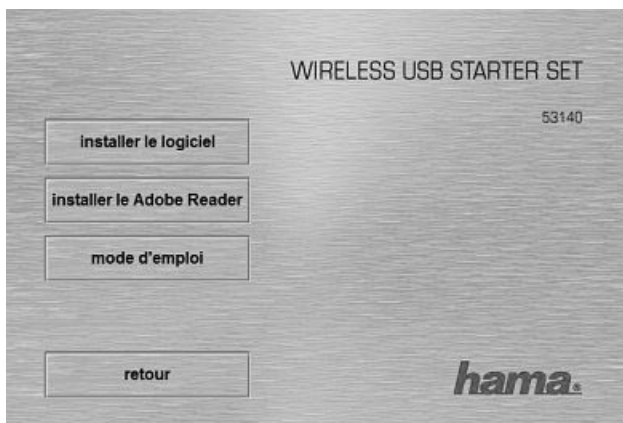 WIRELESS USB STARTER SET
53140
installer le logiciel
installer le Adobe Reader
mode d'emploi
retour
hama®